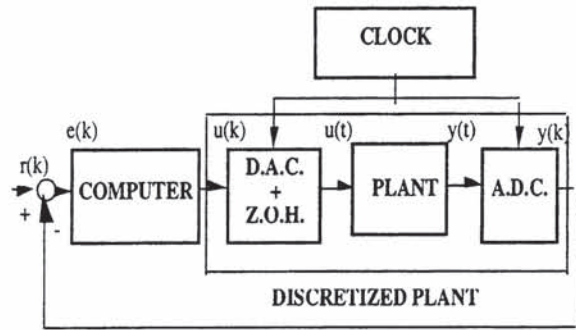 CLOCK
e(k)
u(k)
u(t)
y(t)
y(k)
r(k)
+
-
COMPUTER
D.A.C.
+
Z.O.H.
PLANT
A.D.C.
DISCRETIZED PLANT